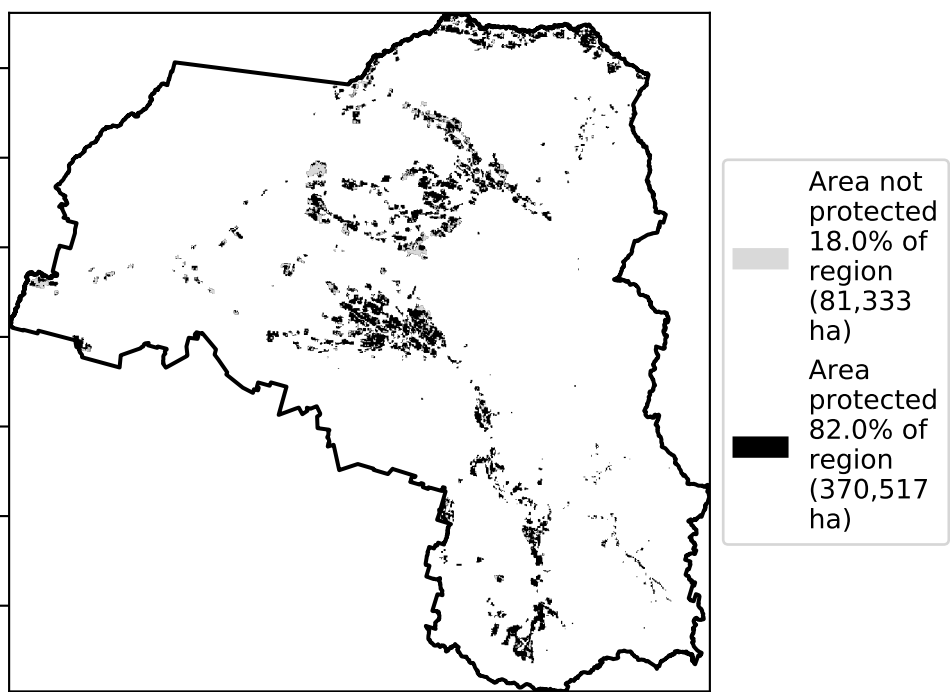 Area not
protected
18.0% of
region
(81,333
ha)
Area
protected
82.0% of
region
(370,517
ha)